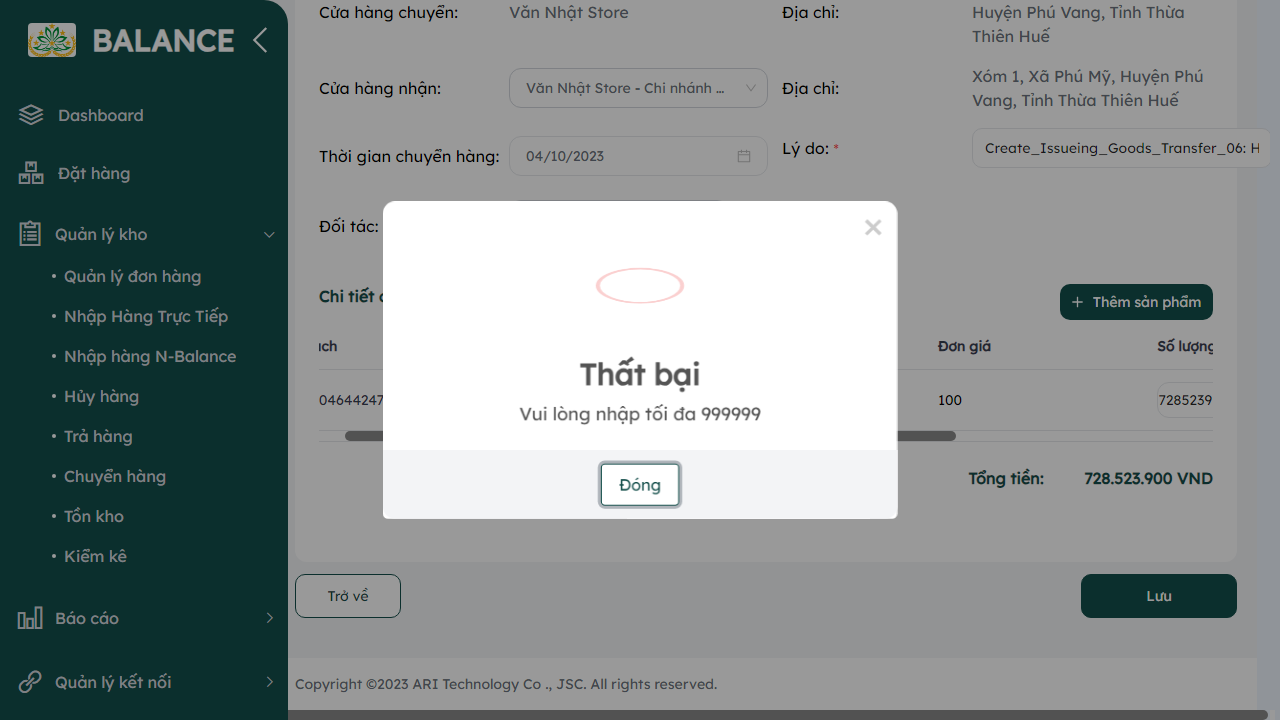 BALANCE
Dashboard
Đặt hàng
Quản lý kho
• Quản lý đơn hàng
• Nhập Hàng Trực Tiếp
• Nhập hàng N-Balance
• Hủy hàng
• Trả hàng
• Chuyển hàng
• Tồn kho
• Kiểm kê
Báo cáo
Quản lý kết nối
Cửa hàng chuyển: Văn Nhật Store Địa chỉ: Huyện Phú Vang, Tỉnh Thừa
Thiên Huế
Cửa hàng nhận: Văn Nhật Store - Chi nhánh ... Địa chỉ: Xóm 1, Xã Phú Mỹ, Huyện Phú
Vang, Tỉnh Thừa Thiên Huế
Thời gian chuyển hàng: 04/10/2023 Lý do: * Create_Issueing_Goods_Transfer_06: H
Đối tác:
Chi tiết
+ Thêm sản phẩm
Đơn giá Số lượng
04644247 100 7285239
Tổng tiền: 728.523.900 VND
×
Thất bại
Vui lòng nhập tối đa 999999
Đóng
Trở về
Lưu
Copyright ©2023 ARI Technology Co ., JSC. All rights reserved.